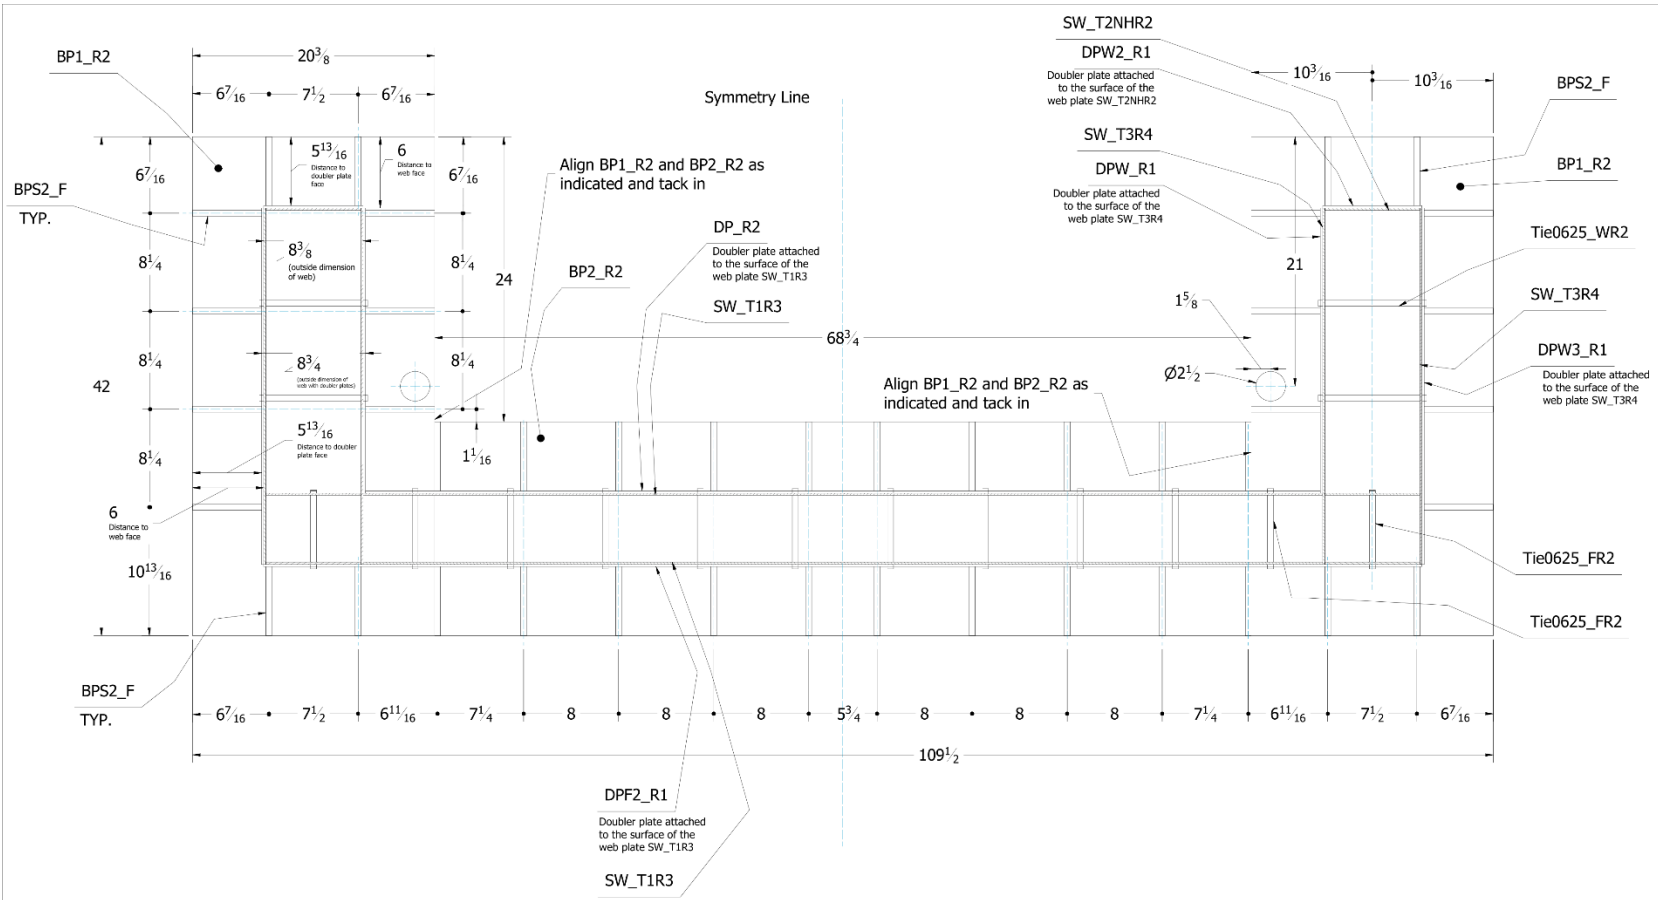 SW_T2NHR2
BP1_R2
20 3⁄8
DPW2_R1
Doubler plate attached
to the surface of the
web plate SW_T2NHR2
10 3⁄16
10 3⁄16
BPS2_F
6 7⁄16
7 1⁄2
6 7⁄16
Symmetry Line
SW_T3R4
5 13⁄16
Distance to
doubler plate
face
6
Distance to
web face
Align BP1_R2 and BP2_R2 as
indicated and tack in
DPW_R1
Doubler plate attached
to the surface of the
web plate SW_T3R4
BP1_R2
6 7⁄16
6 7⁄16
BPS2_F
TYP.
DP_R2
Doubler plate attached
to the surface of the
web plate SW_T1R3
Tie0625_WR2
8 3⁄8
(outside dimension
of web)
8 1⁄4
8 1⁄4
24
BP2_R2
21
SW_T1R3
1 5⁄8
SW_T3R4
68 3⁄4
8 1⁄4
8 3⁄4
(outside dimension of
web with doubler plates)
8 1⁄4
42
Ø2 1⁄2
DPW3_R1
Doubler plate attached
to the surface of the
web plate SW_T3R4
Align BP1_R2 and BP2_R2 as
indicated and tack in
5 13⁄16
Distance to doubler
plate face
8 1⁄4
1 1⁄16
6
Distance to
web face
10 13⁄16
Tie0625_FR2
Tie0625_FR2
BPS2_F
TYP.
6 7⁄16
7 1⁄2
6 11⁄16
7 1⁄4
8
8
8
5 3⁄4
8
8
8
7 1⁄4
6 11⁄16
7 1⁄2
6 7⁄16
109 1⁄2
DPF2_R1
Doubler plate attached
to the surface of the
web plate SW_T1R3
SW_T1R3